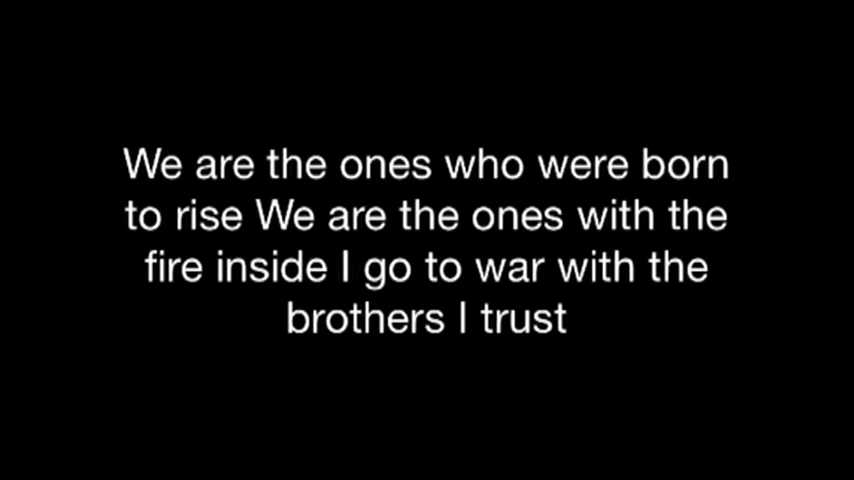 We are the ones who were born
to rise We are the ones with the
fire inside I go to war with the
brothers I trust